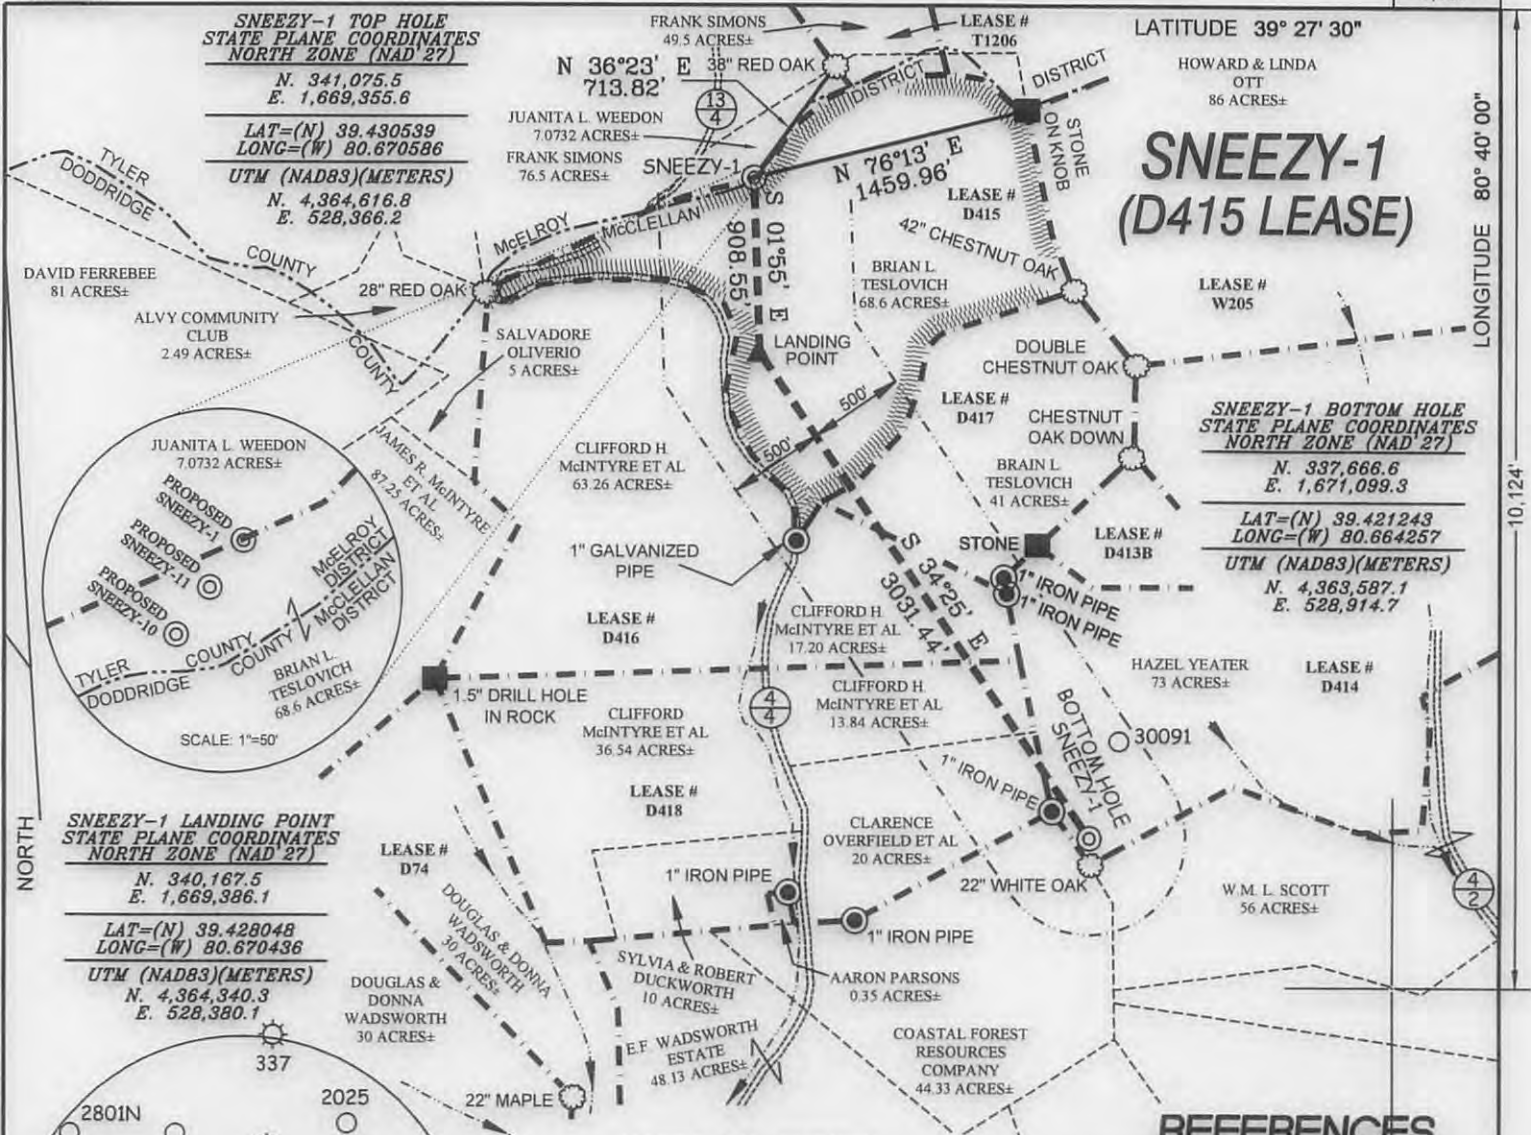 SNEEZY-1 TOP HOLE
STATE PLANE COORDINATES
NORTH ZONE (NAD'27)
N. 341,075.5
E. 1,669,355.6
LAT=(N) 39.430539
LONG=(W) 80.670586
UTM (NAD83)(METERS)
N. 4,364,616.8
E. 528,366.2
FRANK SIMONS
49.5 ACRES±
LEASE #
T1206
LATITUDE 39° 27' 30"
N 36°23' E
713.82'
38" RED OAK
DISTRICT
DISTRICT
HOWARD & LINDA
OTT
86 ACRES±
13
4
JUANITA L. WEEDON
7.0732 ACRES±
FRANK SIMONS
76.5 ACRES±
SNEEZY-1
N 76°13' E
1459.96'
STONE
ON KNOB
SNEEZY-1
(D415 LEASE)
LONGITUDE 80° 40' 00"
TYLER
DODDRIDGE
COUNTY
COUNTY
McELROY
McCLELLAN
S 01°55' E
908.55'
LEASE #
D415
42" CHESTNUT OAK
DAVID FERREBEE
81 ACRES±
28" RED OAK
BRIAN L.
TESLOVICH
68.6 ACRES±
LEASE #
W205
ALVY COMMUNITY
CLUB
2.49 ACRES±
SALVADORE
OLIVERIO
5 ACRES±
LANDING
POINT
DOUBLE
CHESTNUT OAK
500'
500'
LEASE #
D417
CHESTNUT
OAK DOWN
SNEEZY-1 BOTTOM HOLE
STATE PLANE COORDINATES
NORTH ZONE (NAD'27)
N. 337,666.6
E. 1,671,099.3
LAT=(N) 39.421243
LONG=(W) 80.664257
UTM (NAD83)(METERS)
N. 4,363,587.1
E. 528,914.7
10,124'
JUANITA L. WEEDON
7.0732 ACRES±
PROPOSED
SNEEZY-1
PROPOSED
SNEEZY-11
PROPOSED
SNEEZY-10
McELROY
DISTRICT
McCLELLAN
DISTRICT
TYLER
COUNTY
DODDRIDGE
COUNTY
BRIAN L.
TESLOVICH
68.6 ACRES±
SCALE: 1"=50'
JAMES R. McINTYRE
ET AL
87.25 ACRES±
CLIFFORD H.
McINTYRE ET AL
63.26 ACRES±
BRAIN L.
TESLOVICH
41 ACRES±
1" GALVANIZED
PIPE
STONE
LEASE #
D413B
1" IRON PIPE
1" IRON PIPE
S 34°25' E
3031.44'
LEASE #
D416
CLIFFORD H.
McINTYRE ET AL
17.20 ACRES±
HAZEL YEATER
73 ACRES±
LEASE #
D414
1.5" DRILL HOLE
IN ROCK
CLIFFORD
McINTYRE ET AL
36.54 ACRES±
4
4
CLIFFORD H.
McINTYRE ET AL
13.84 ACRES±
BOTTOM HOLE
SNEEZY-1
30091
LEASE #
D418
1" IRON PIPE
NORTH
SNEEZY-1 LANDING POINT
STATE PLANE COORDINATES
NORTH ZONE (NAD'27)
N. 340,167.5
E. 1,669,386.1
LAT=(N) 39.428048
LONG=(W) 80.670436
UTM (NAD83)(METERS)
N. 4,364,340.3
E. 528,380.1
LEASE #
D74
CLARENCE
OVERFIELD ET AL
20 ACRES±
1" IRON PIPE
22" WHITE OAK
W.M. L. SCOTT
56 ACRES±
4
2
DOUGLAS & DONNA
WADSWORTH
30 ACRES±
1" IRON PIPE
SYLVIA & ROBERT
DUCKWORTH
10 ACRES±
AARON PARSONS
0.35 ACRES±
DOUGLAS &
DONNA
WADSWORTH
30 ACRES±
E.F. WADSWORTH
ESTATE
48.13 ACRES±
COASTAL FOREST
RESOURCES
COMPANY
44.33 ACRES±
337
22" MAPLE
2801N
2025
REFERENCES